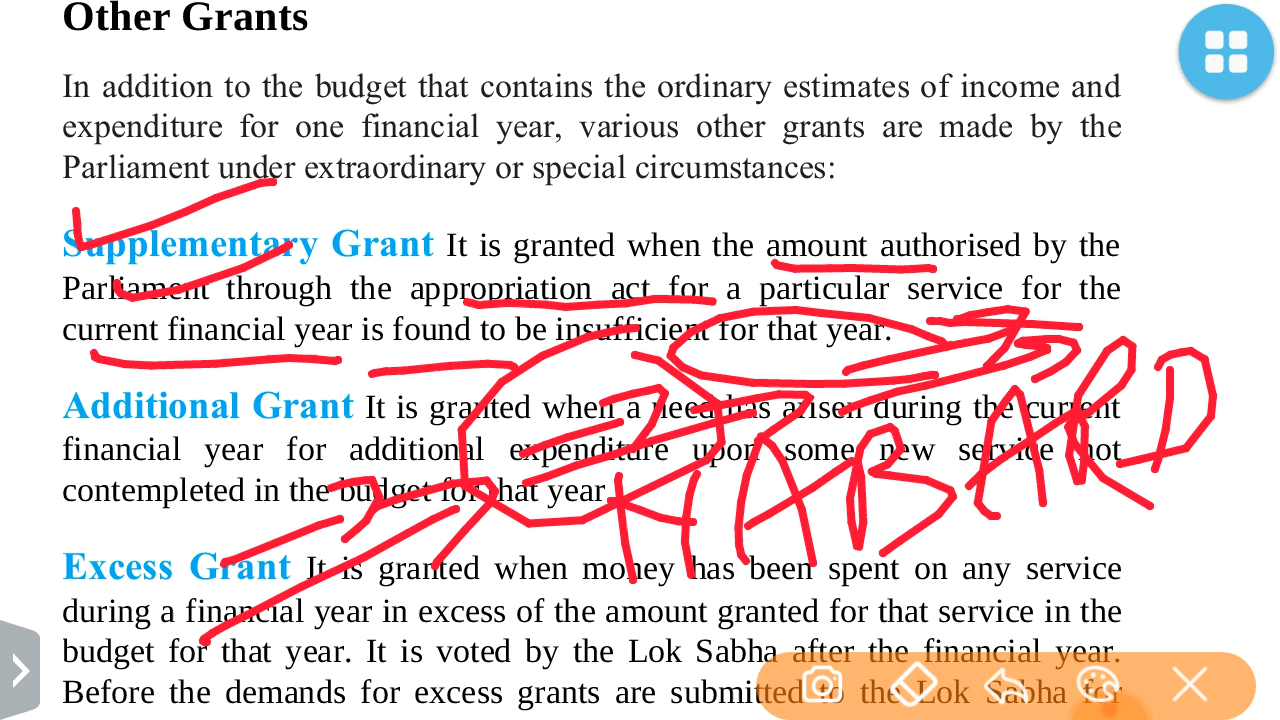 Other Grants
In addition to the budget that contains the ordinary estimates of income and
expenditure for one financial year, various other grants are made by the
Parliament under extraordinary or special circumstances:
Supplementary Grant It is granted when the amount authorised by the
Parliament through the appropriation act for a particular service for the
current financial year is found to be insufficient for that year.
Additional Grant It is granted when a need has arisen during the current
financial year for additional expenditure upon some new service not
contempleted in the budget for that year.
HABARD
Excess Grant It is granted when money has been spent on any service
during a financial year in excess of the amount granted for that service in the
budget for that year. It is voted by the Lok Sabha after the financial year.
Before the demands for excess grants are submitted to the Lok Sabha for